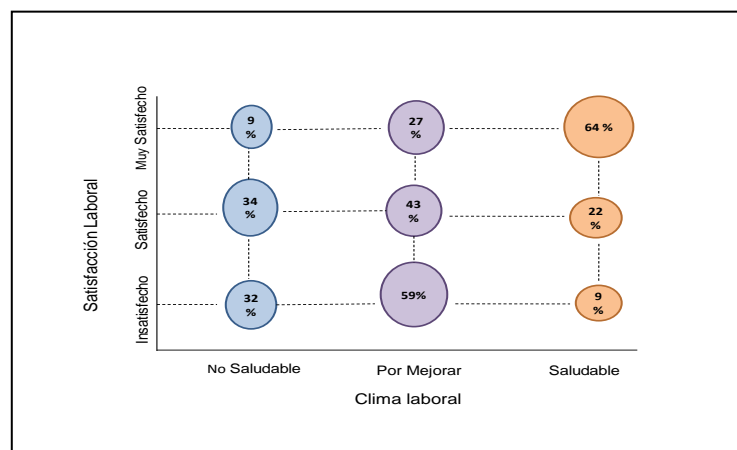 Satisfacción Laboral
Muy Satisfecho
9
%
27
%
64 %
Satisfecho
34
%
43
%
22
%
Insatisfecho
32
%
59%
9
%
No Saludable
Por Mejorar
Saludable
Clima laboral